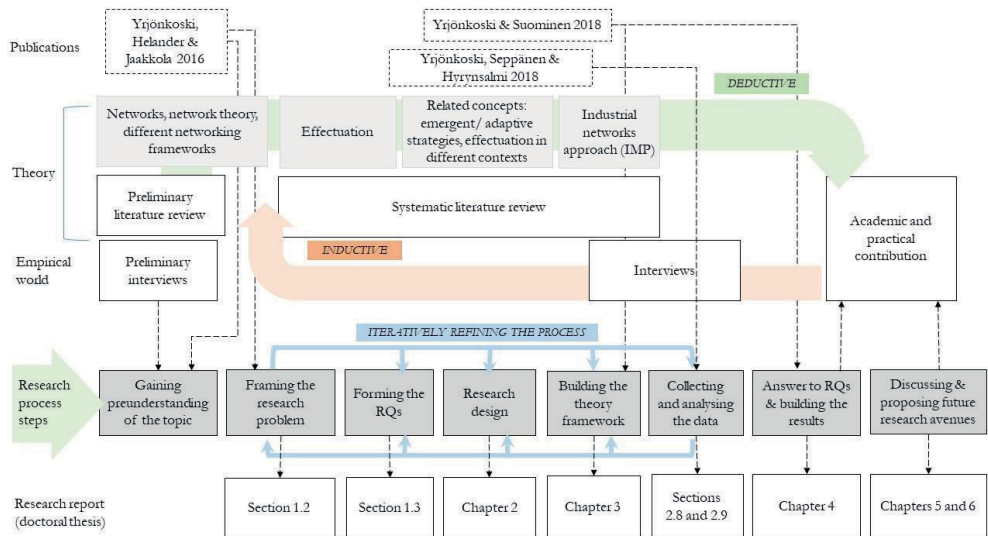 Publications
Yrjönkoski,
Helander &
Jaakkola 2016
Yrjönkoski & Suominen 2018
Yrjönkoski, Seppänen &
Hyrynsalmi 2018
DEDUCTIVE
Theory
Networks, network theory,
different networking
frameworks
Effectuation
Related concepts:
emergent/ adaptive
strategies, effectuation in
different contexts
Industrial
networks
approach (IMP)
Preliminary
literature review
Systematic literature review
Academic and
practical
contribution
INDUCTIVE
Empirical
world
Preliminary
interviews
Interviews
ITERATIVELY REFINING THE PROCESS
Research
process
steps
Gaining
preunderstanding
of the topic
Framing the
research
problem
Forming the
RQs
Research
design
Building the
theory
framework
Collecting
and analysing
the data
Answer to RQs
& building the
results
Discussing &
proposing future
research avenues
Research report
(doctoral thesis)
Section 1.2
Section 1.3
Chapter 2
Chapter 3
Sections
2.8 and 2.9
Chapter 4
Chapters 5 and 6